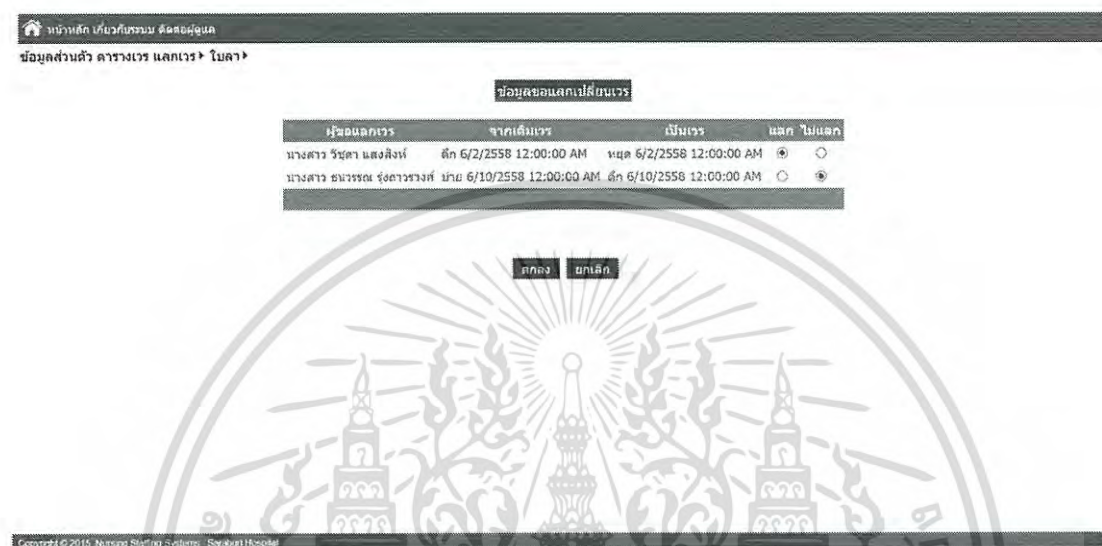 หน้าหลัก เกี่ยวกับระบบ ติดต่อผู้ดูแล
ข้อมูลส่วนตัว ตารางเวร แลกเวร ใบลา
ข้อมูลขอแลกเปลี่ยนเวร
ผู้ขอแลกเวร จากเดิมเวร เป็นเวร แลก ไม่แลก
นางสาว วิชุดา แสงสิงห์ ดึก 6/2/2558 12:00:00 AM หยุด 6/2/2558 12:00:00 AM
นางสาว ธนวรรณ รุ่งถาวรวงศ์ บ่าย 6/10/2558 12:00:00 AM ดึก 6/10/2558 12:00:00 AM
ตกลง ยกเลิก
Copyright © 2015, Nursing Staffing Systems, Saraburi Hospital